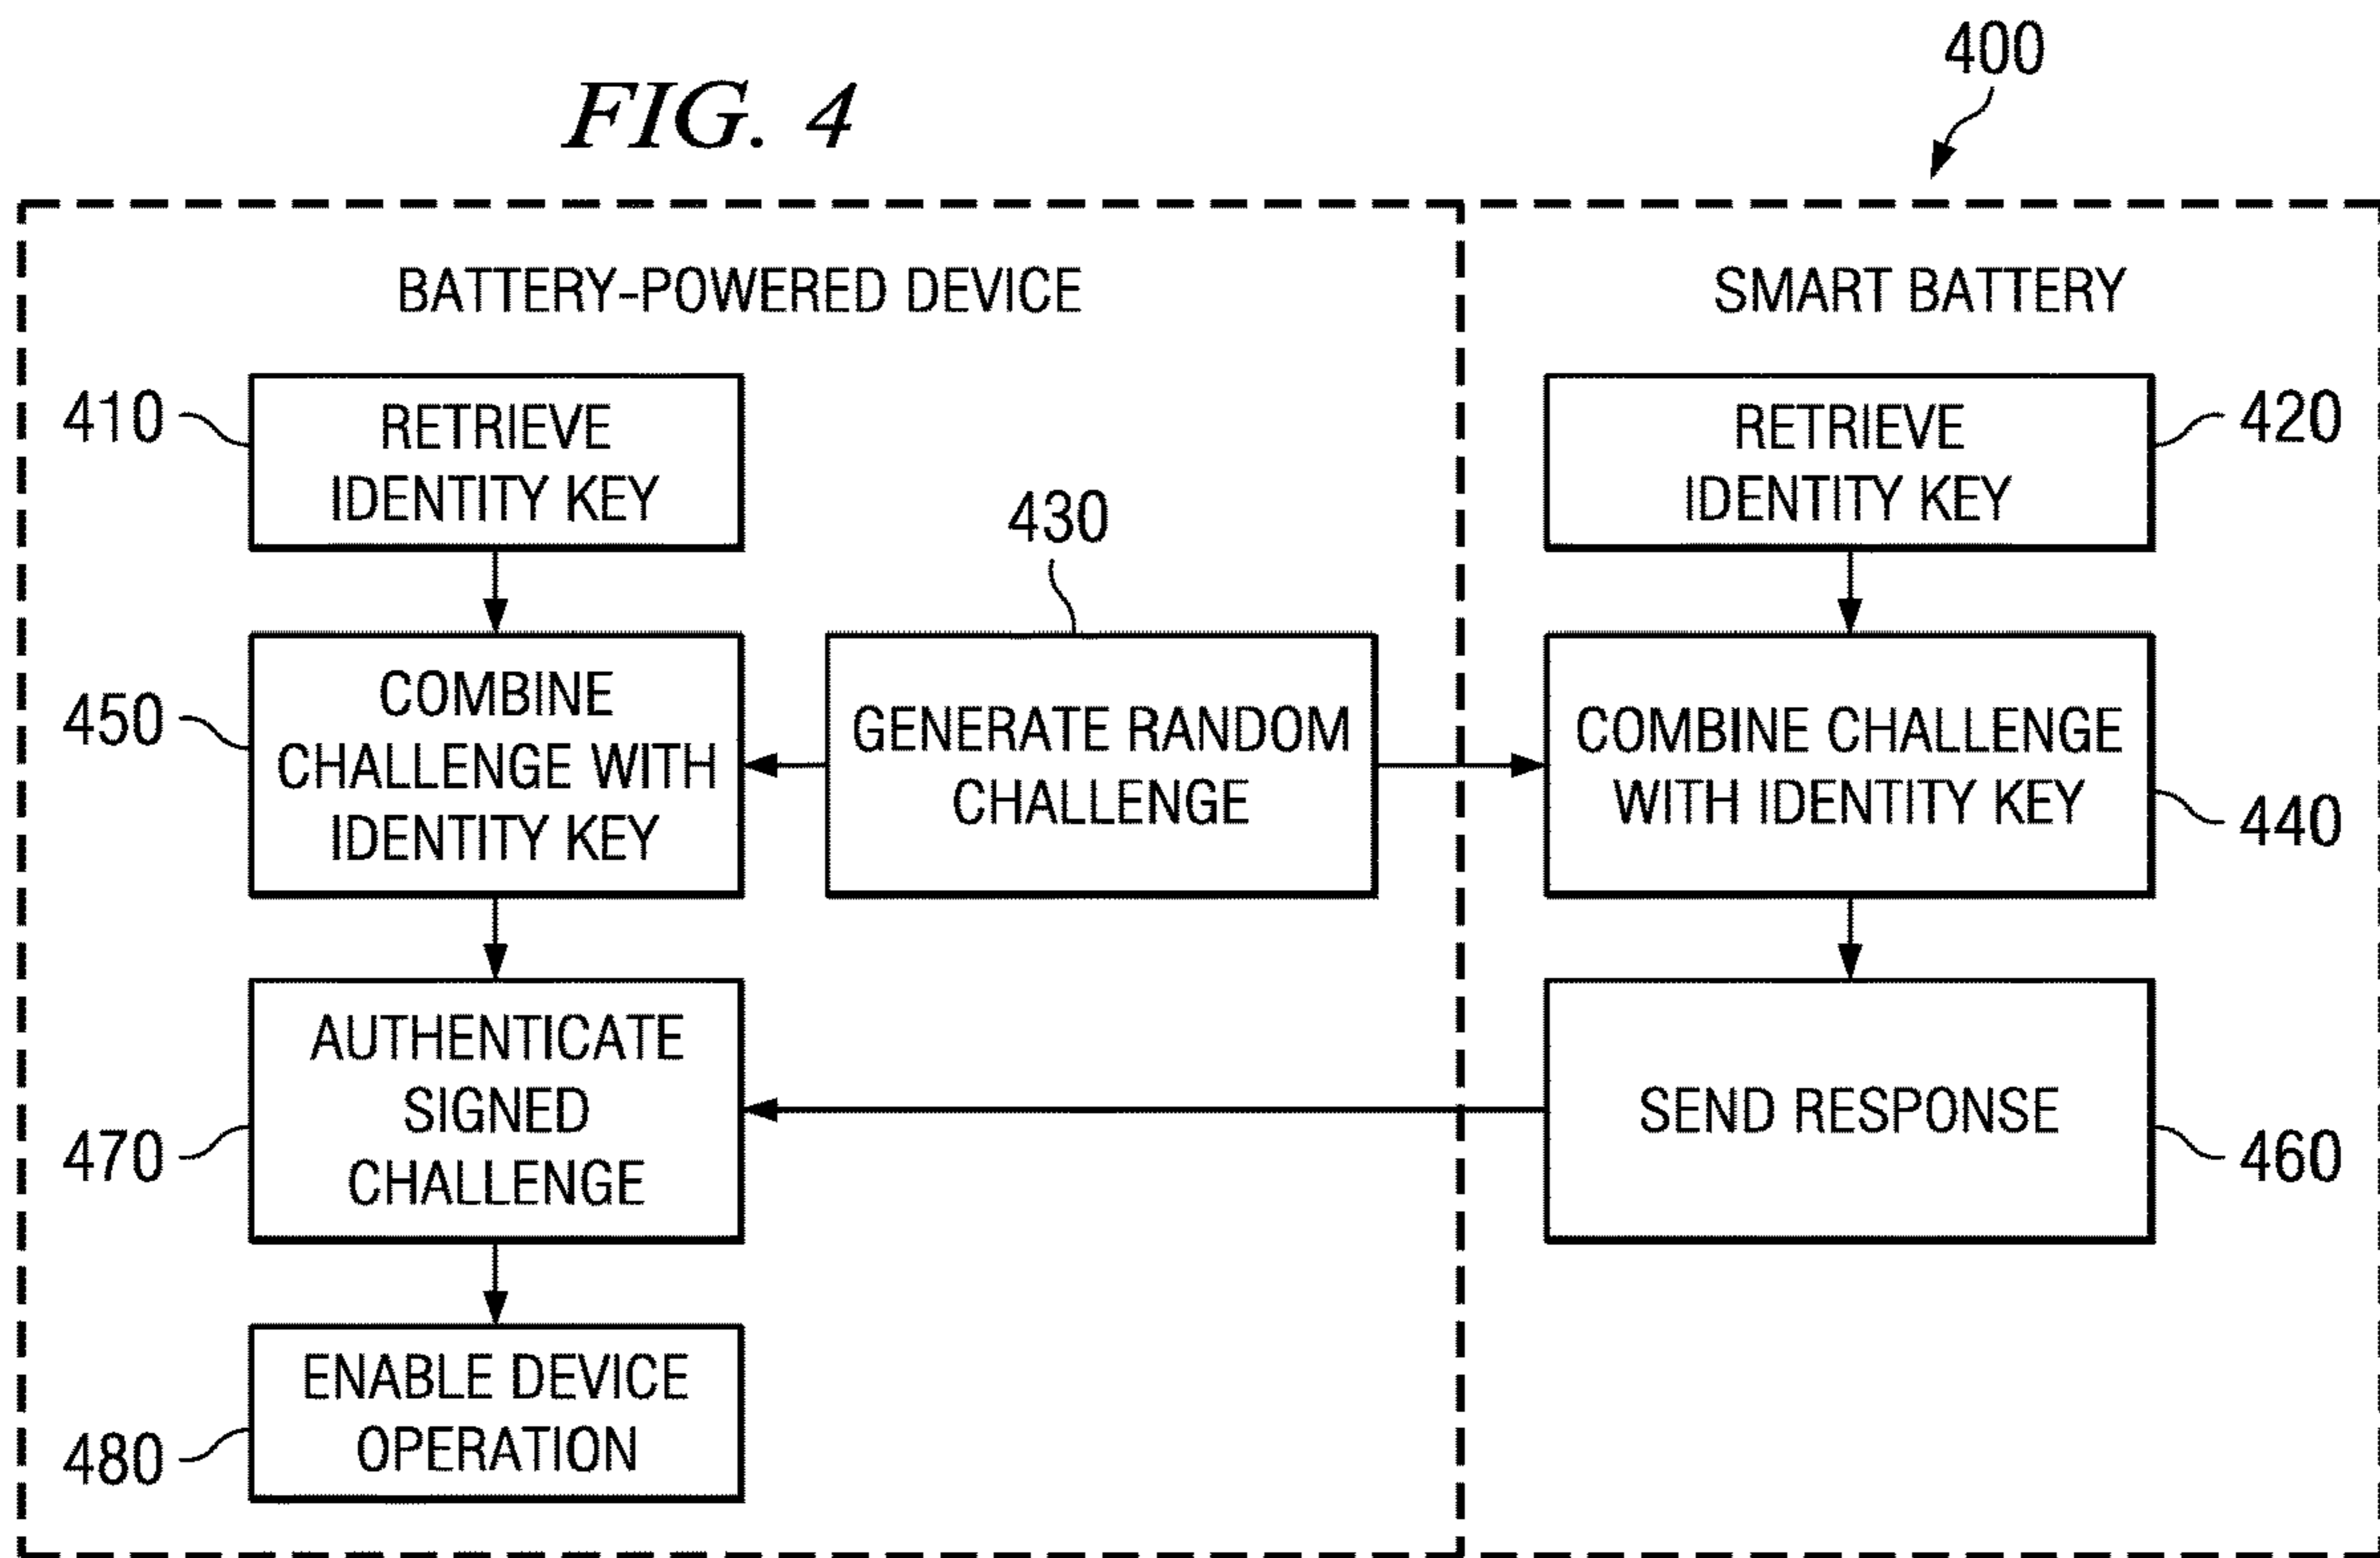 400
FIG. 4
BATTERY-POWERED DEVICE
SMART BATTERY
410
RETRIEVE
IDENTITY KEY
RETRIEVE
IDENTITY KEY
420
430
450
COMBINE
CHALLENGE WITH
IDENTITY KEY
GENERATE RANDOM
CHALLENGE
COMBINE CHALLENGE
WITH IDENTITY KEY
440
470
AUTHENTICATE
SIGNED
CHALLENGE
SEND RESPONSE
460
480
ENABLE DEVICE
OPERATION